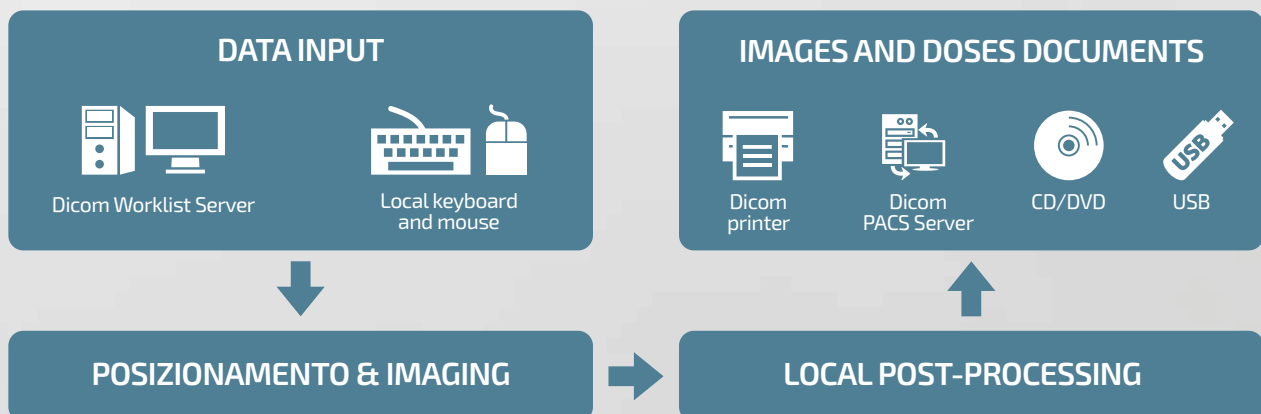 DATA INPUT
Dicom Worklist Server
Local keyboard
and mouse
IMAGES AND DOSES DOCUMENTS
Dicom
printer
Dicom
PACS Server
CD/DVD
USB
USB
POSIZIONAMENTO & IMAGING
LOCAL POST-PROCESSING